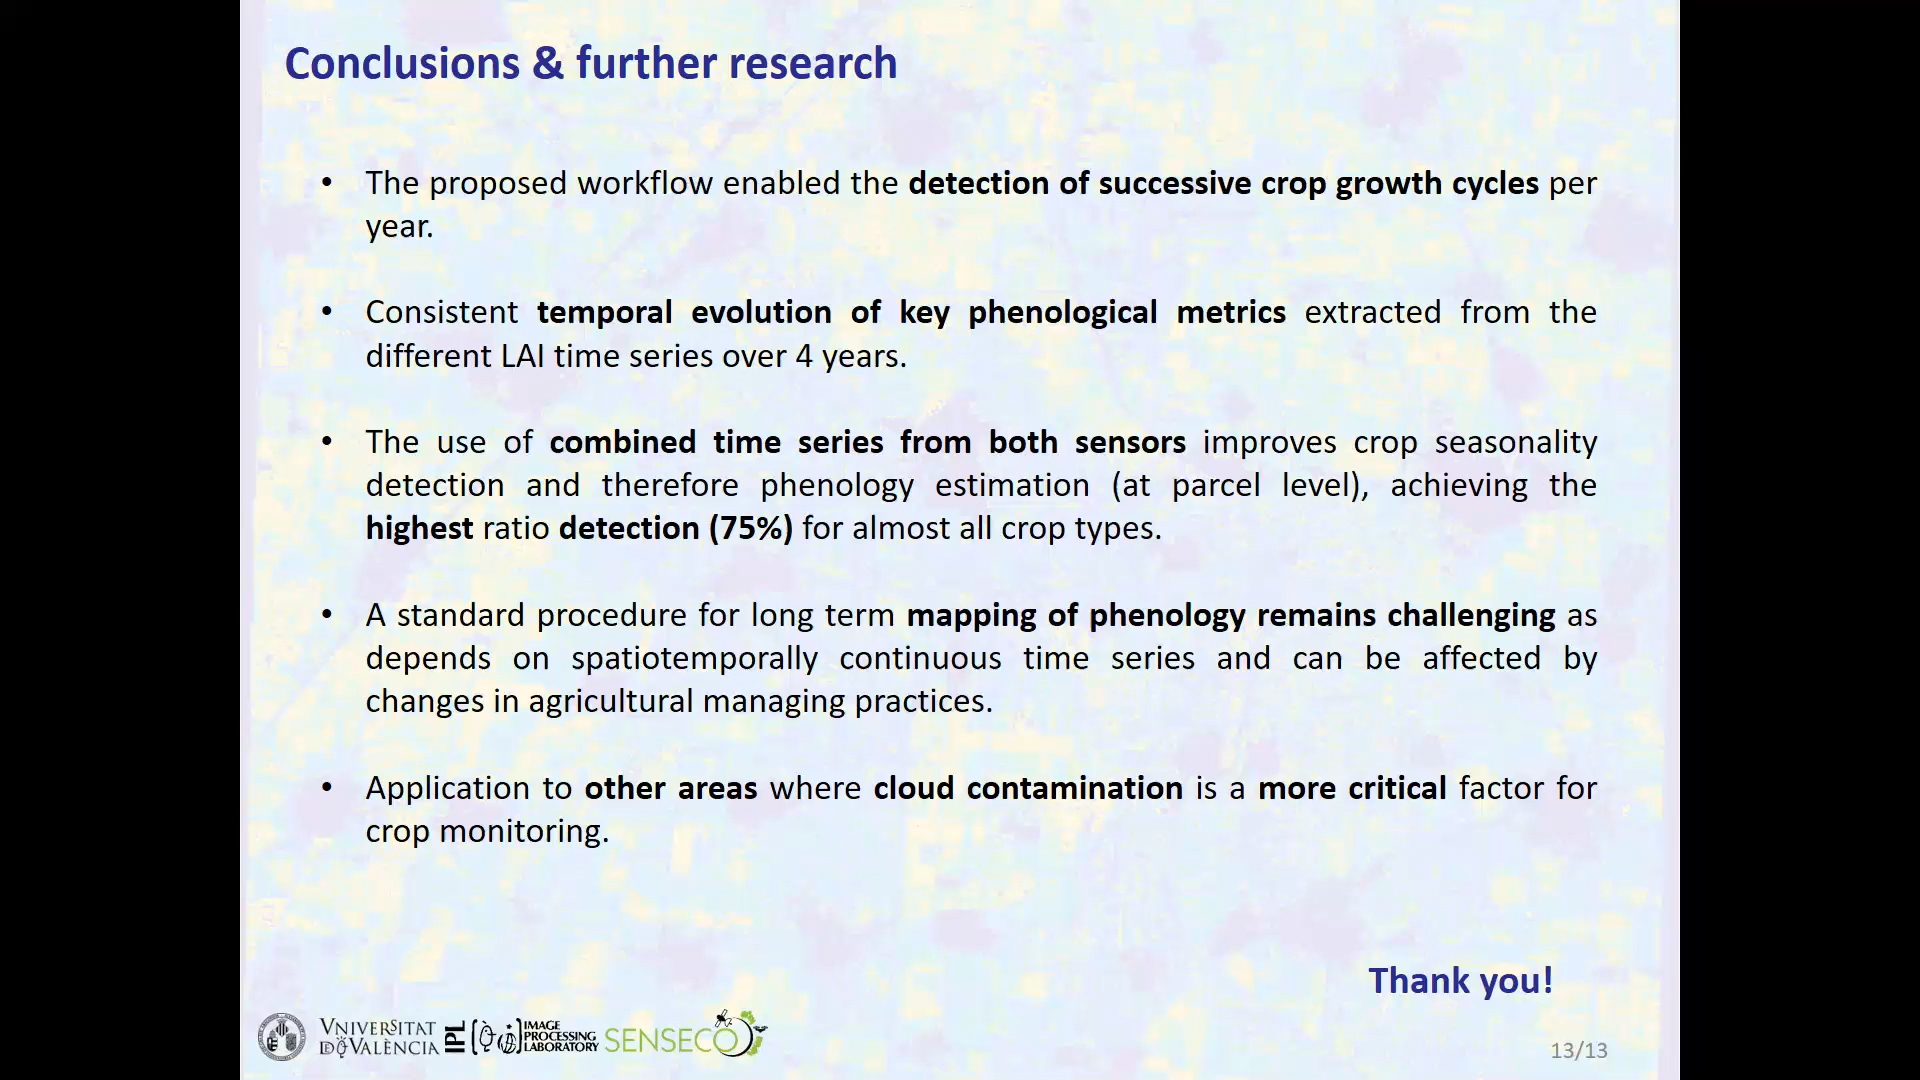 Conclusions & further research
• The proposed workflow enabled the detection of successive crop growth cycles per
year.
• Consistent temporal evolution of key phenological metrics extracted from the
different LAI time series over 4 years.
• The use of combined time series from both sensors improves crop seasonality
detection and therefore phenology estimation (at parcel level), achieving the
highest ratio detection (75%) for almost all crop types.
• A standard procedure for long term mapping of phenology remains challenging as
depends on spatiotemporally continuous time series and can be affected by
changes in agricultural managing practices.
• Application to other areas where cloud contamination is a more critical factor for
crop monitoring.
Thank you!
VNIVERSITAT
DE VALÈNCIA
IPL
IMAGE
PROCESSING
LABORATORY
SENSECO
13/13